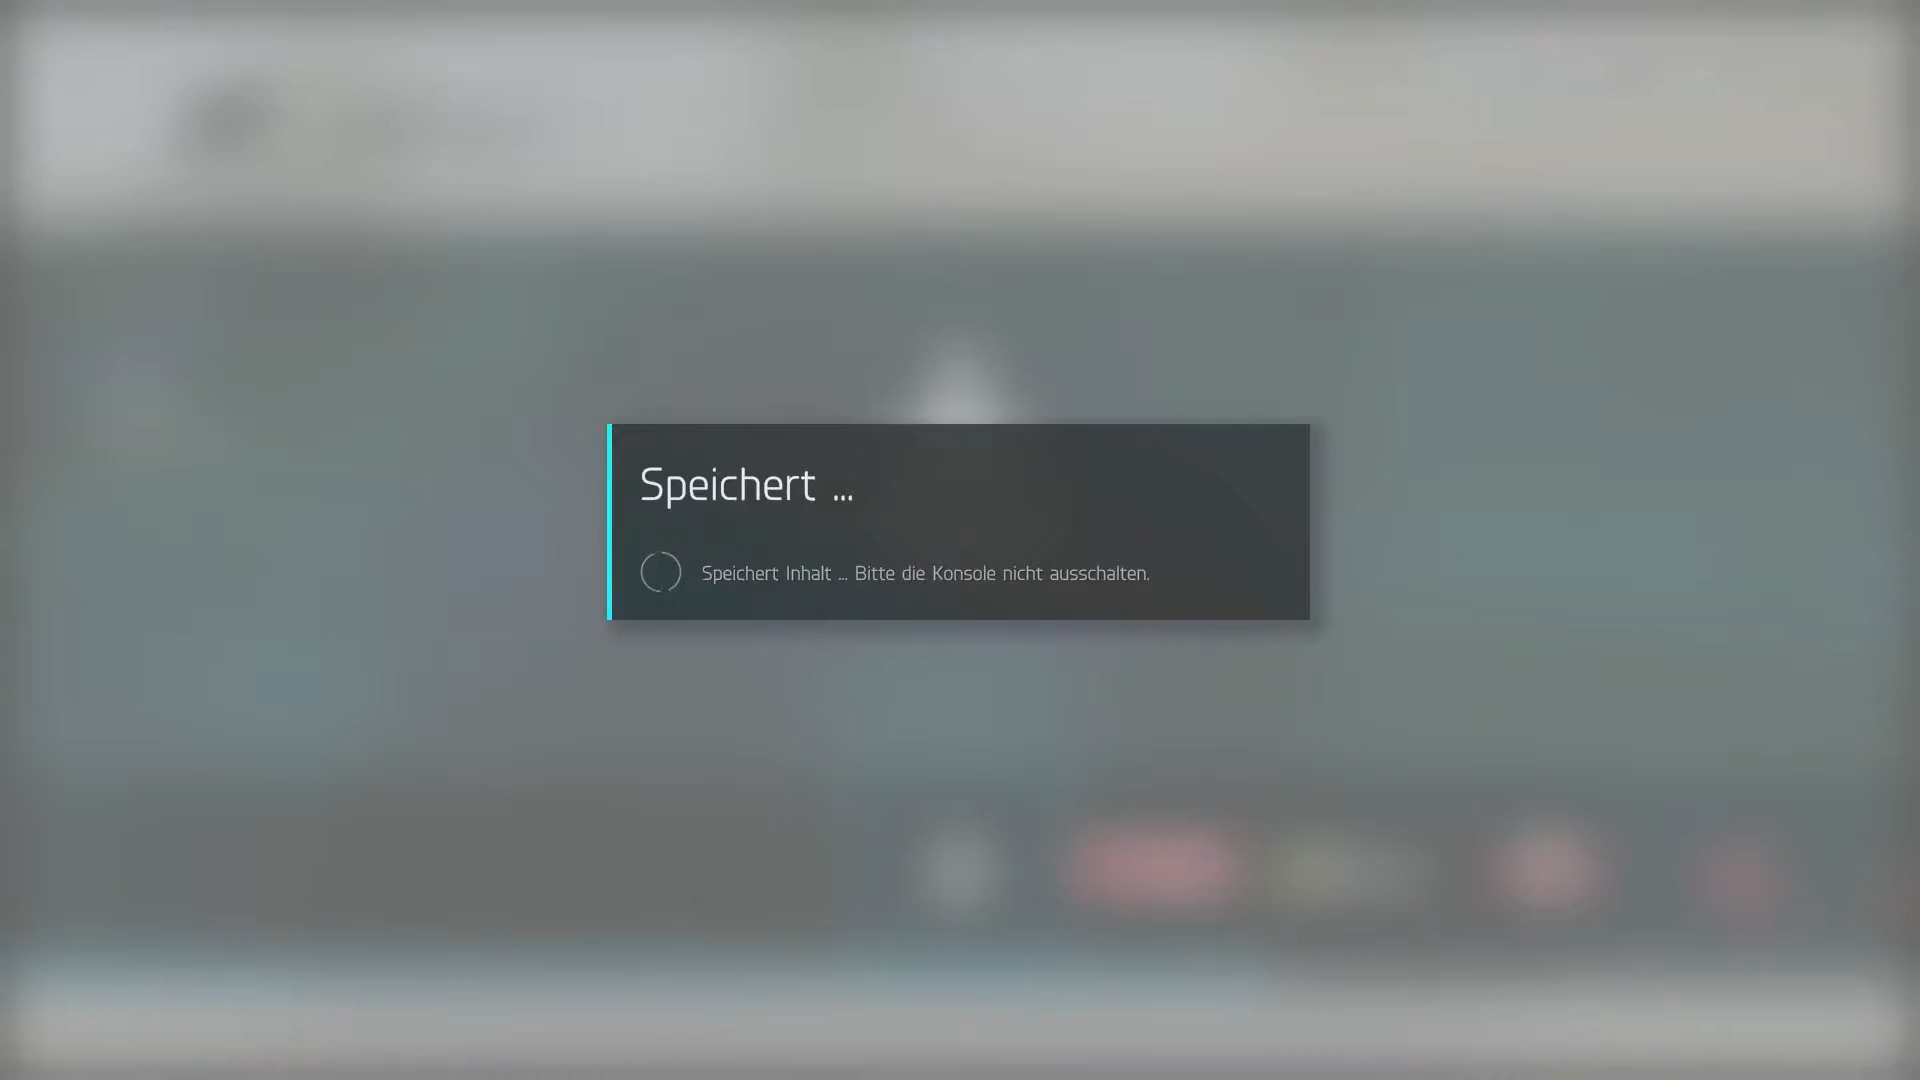 Speichert ...
Speichert Inhalt ... Bitte die Konsole nicht ausschalten.